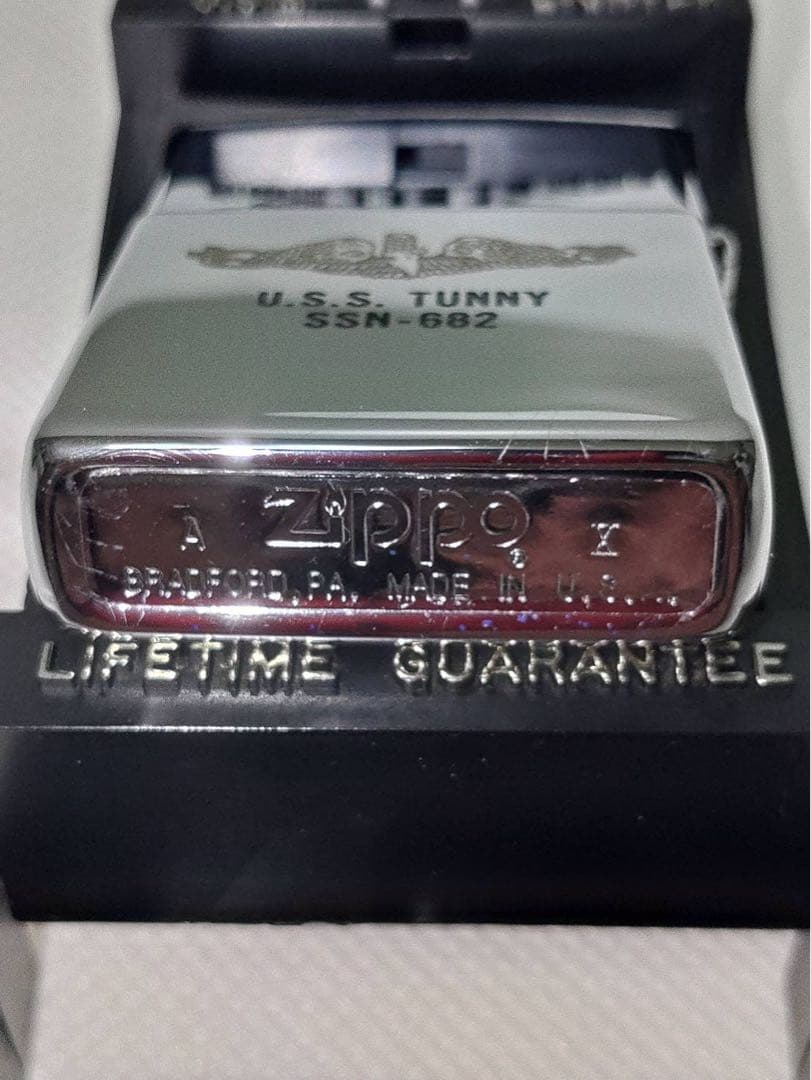 U.S.S. TUNNY
SSN-682
A Zippo® X
BRADFORD, PA. MADE IN U.S.A.
LIFETIME GUARANTEE